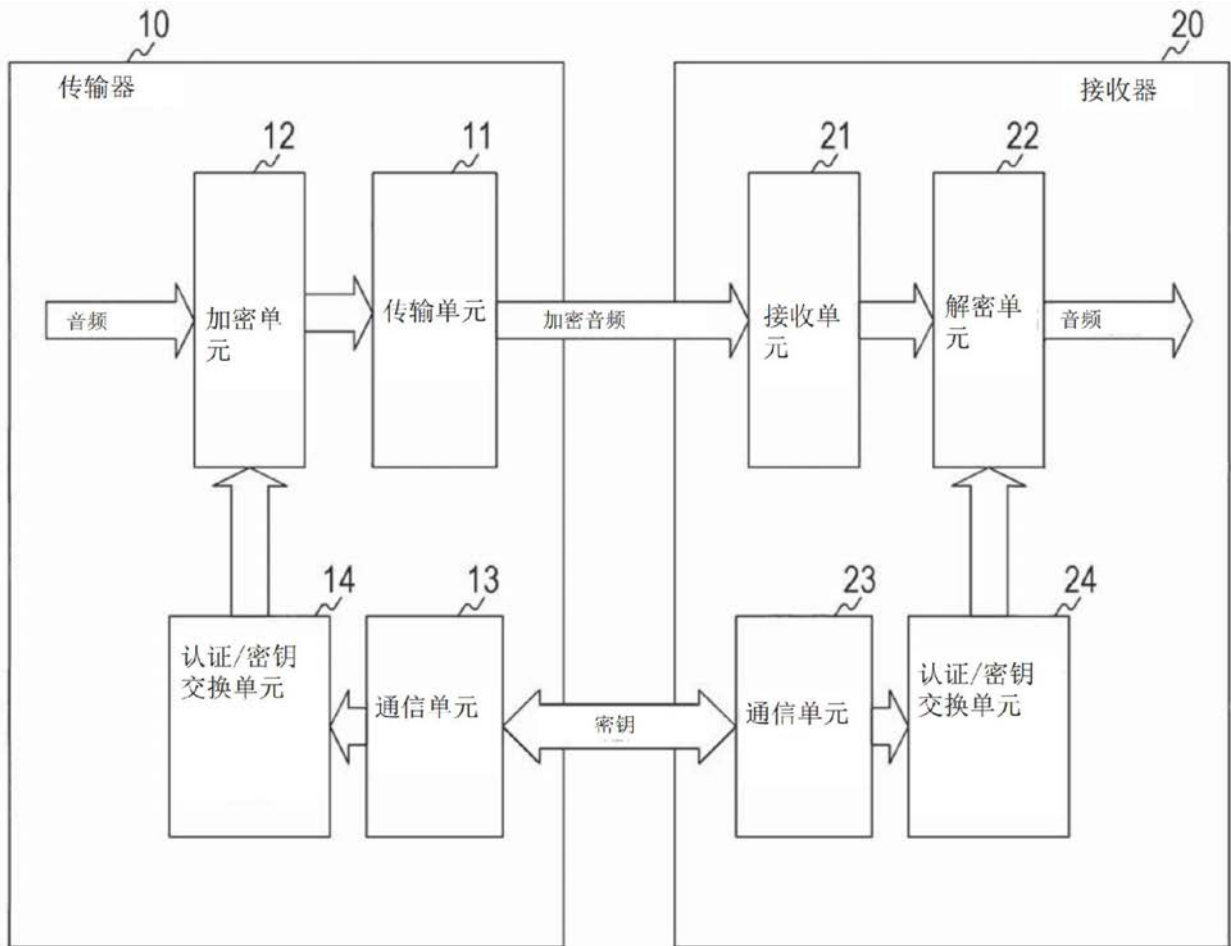 10
传输器
20
接收器
12
11
21
22
音频
加密单
元
传输单元
加密音频
接收单
元
解密单
元
音频
14
13
23
24
认证/密钥
交换单元
通信单元
密钥
通信单元
认证/密钥
交换单元